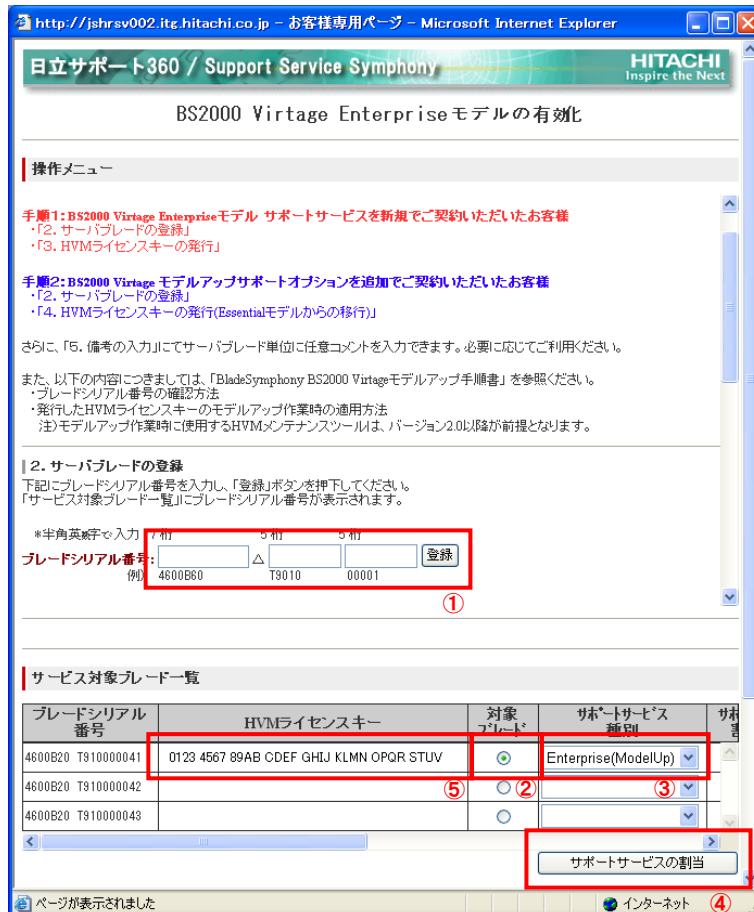 http://jshrsv002.itg.hitachi.co.jp - お客様専用ページ - Microsoft Internet Explorer
日立サポート360 / Support Service Symphony
HITACHI
Inspire the Next
BS2000 Virtage Enterpriseモデルの有効化
操作メニュー
手順1:BS2000 Virtage Enterpriseモデル サポートサービスを新規でご契約いただいたお客様
・「2. サーバブレードの登録」
・「3. HVMライセンスキーの発行」
手順2:BS2000 Virtage モデルアップサポートオプションを追加でご契約いただいたお客様
・「2. サーバブレードの登録」
・「4. HVMライセンスキーの発行(Essentialモデルからの移行)」
さらに、「5. 備考の入力」にてサーバブレード単位に任意コメントを入力できます。必要に応じてご利用ください。
また、以下の内容につきましては、「BladeSymphony BS2000 Virtageモデルアップ手順書」を参照ください。
・ブレードシリアル番号の確認方法
・発行したHVMライセンスキーのモデルアップ作業時の適用方法
注)モデルアップ作業時に使用するHVMメンテナンスツールは、バージョン2.0以降が前提となります。
|2. サーバブレードの登録
下記にブレードシリアル番号を入力し、「登録」ボタンを押下してください。
「サービス対象ブレード一覧」にブレードシリアル番号が表示されます。
*半角英数字で入力 7桁 5桁 5桁
ブレードシリアル番号: △ 登録
例) 4600B60 T9010 00001
①
サービス対象ブレード一覧
ブレードシリアル番号 HVMライセンスキー 対象ブレード サポートサービス種別 サポ
4600B20 T910000041 0123 4567 89AB CDEF GHIJ KLMN OPQR STUV Enterprise(ModelUp)
⑤ ② ③
4600B20 T910000042
4600B20 T910000043
サポートサービスの割当
④
ページが表示されました インターネット